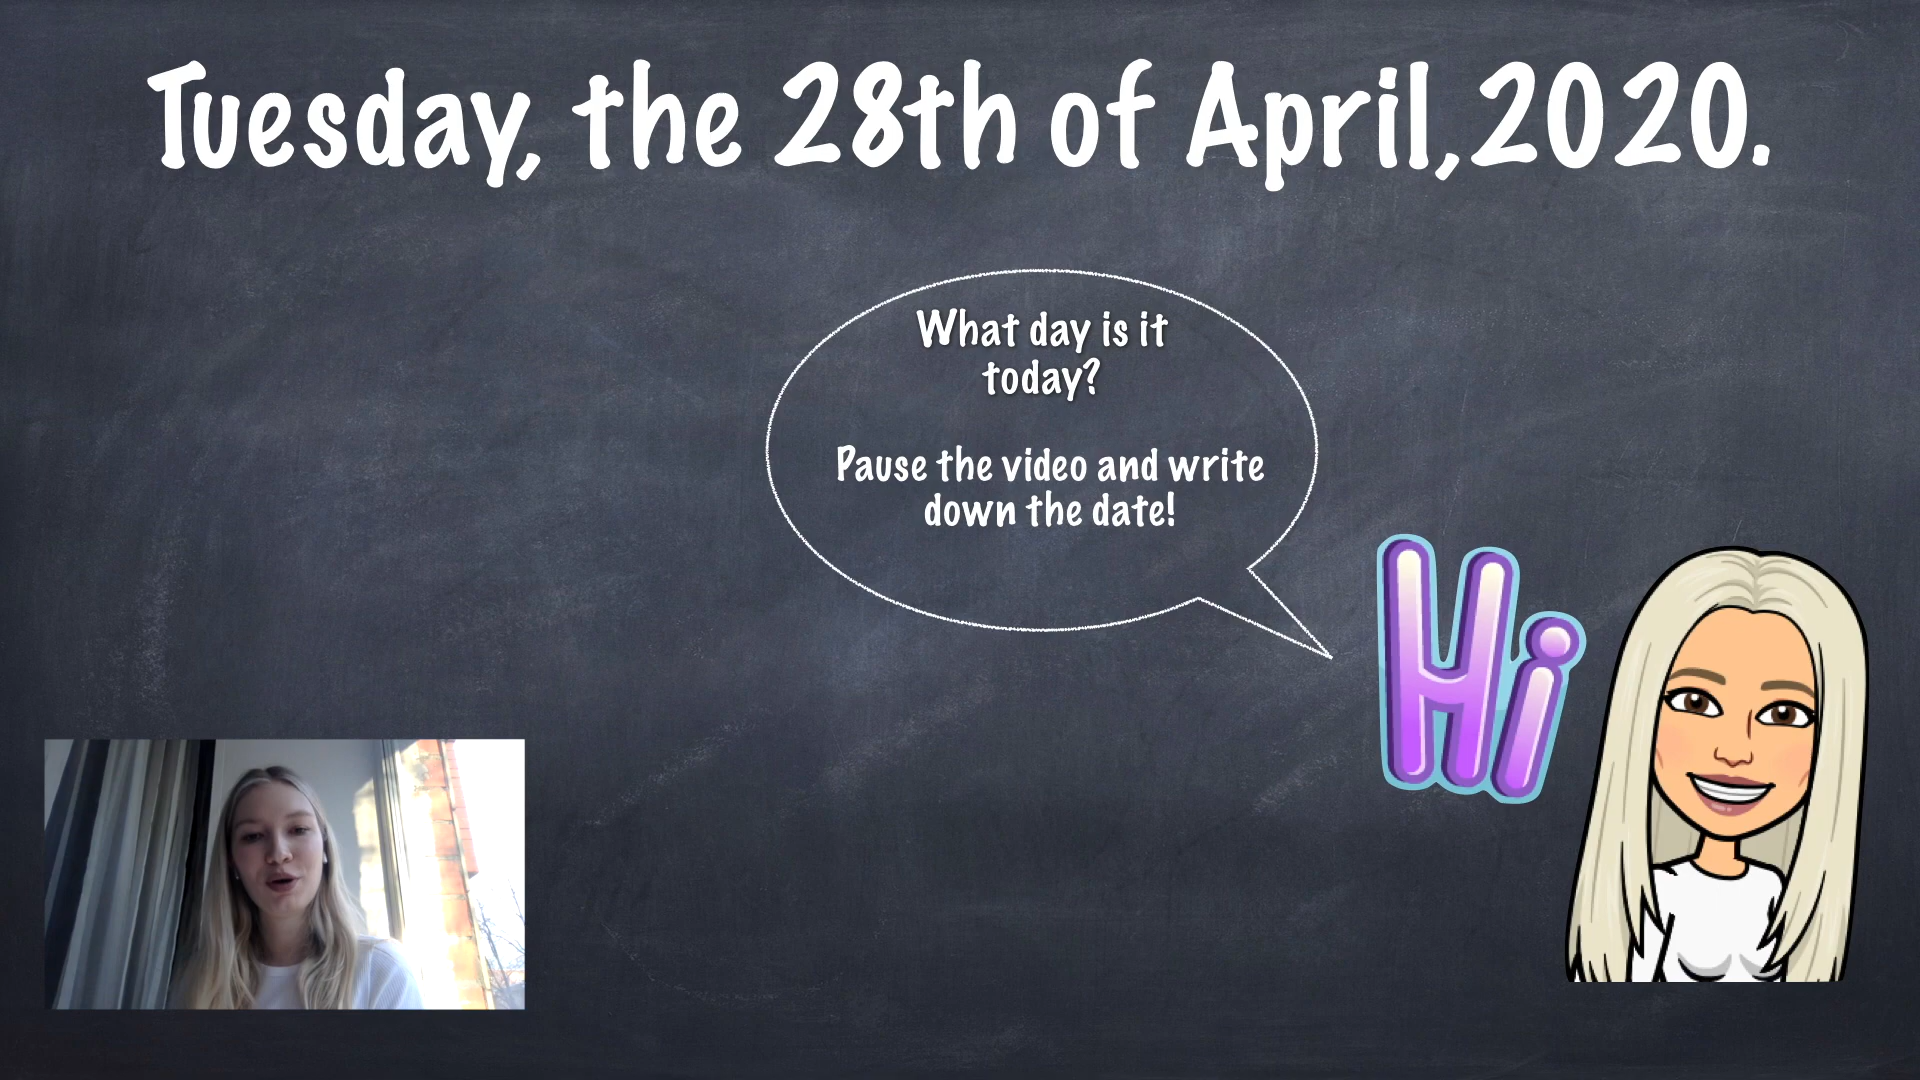 Tuesday, the 28th of April,2020.
What day is it
today?
Pause the video and write
down the date!
Hi